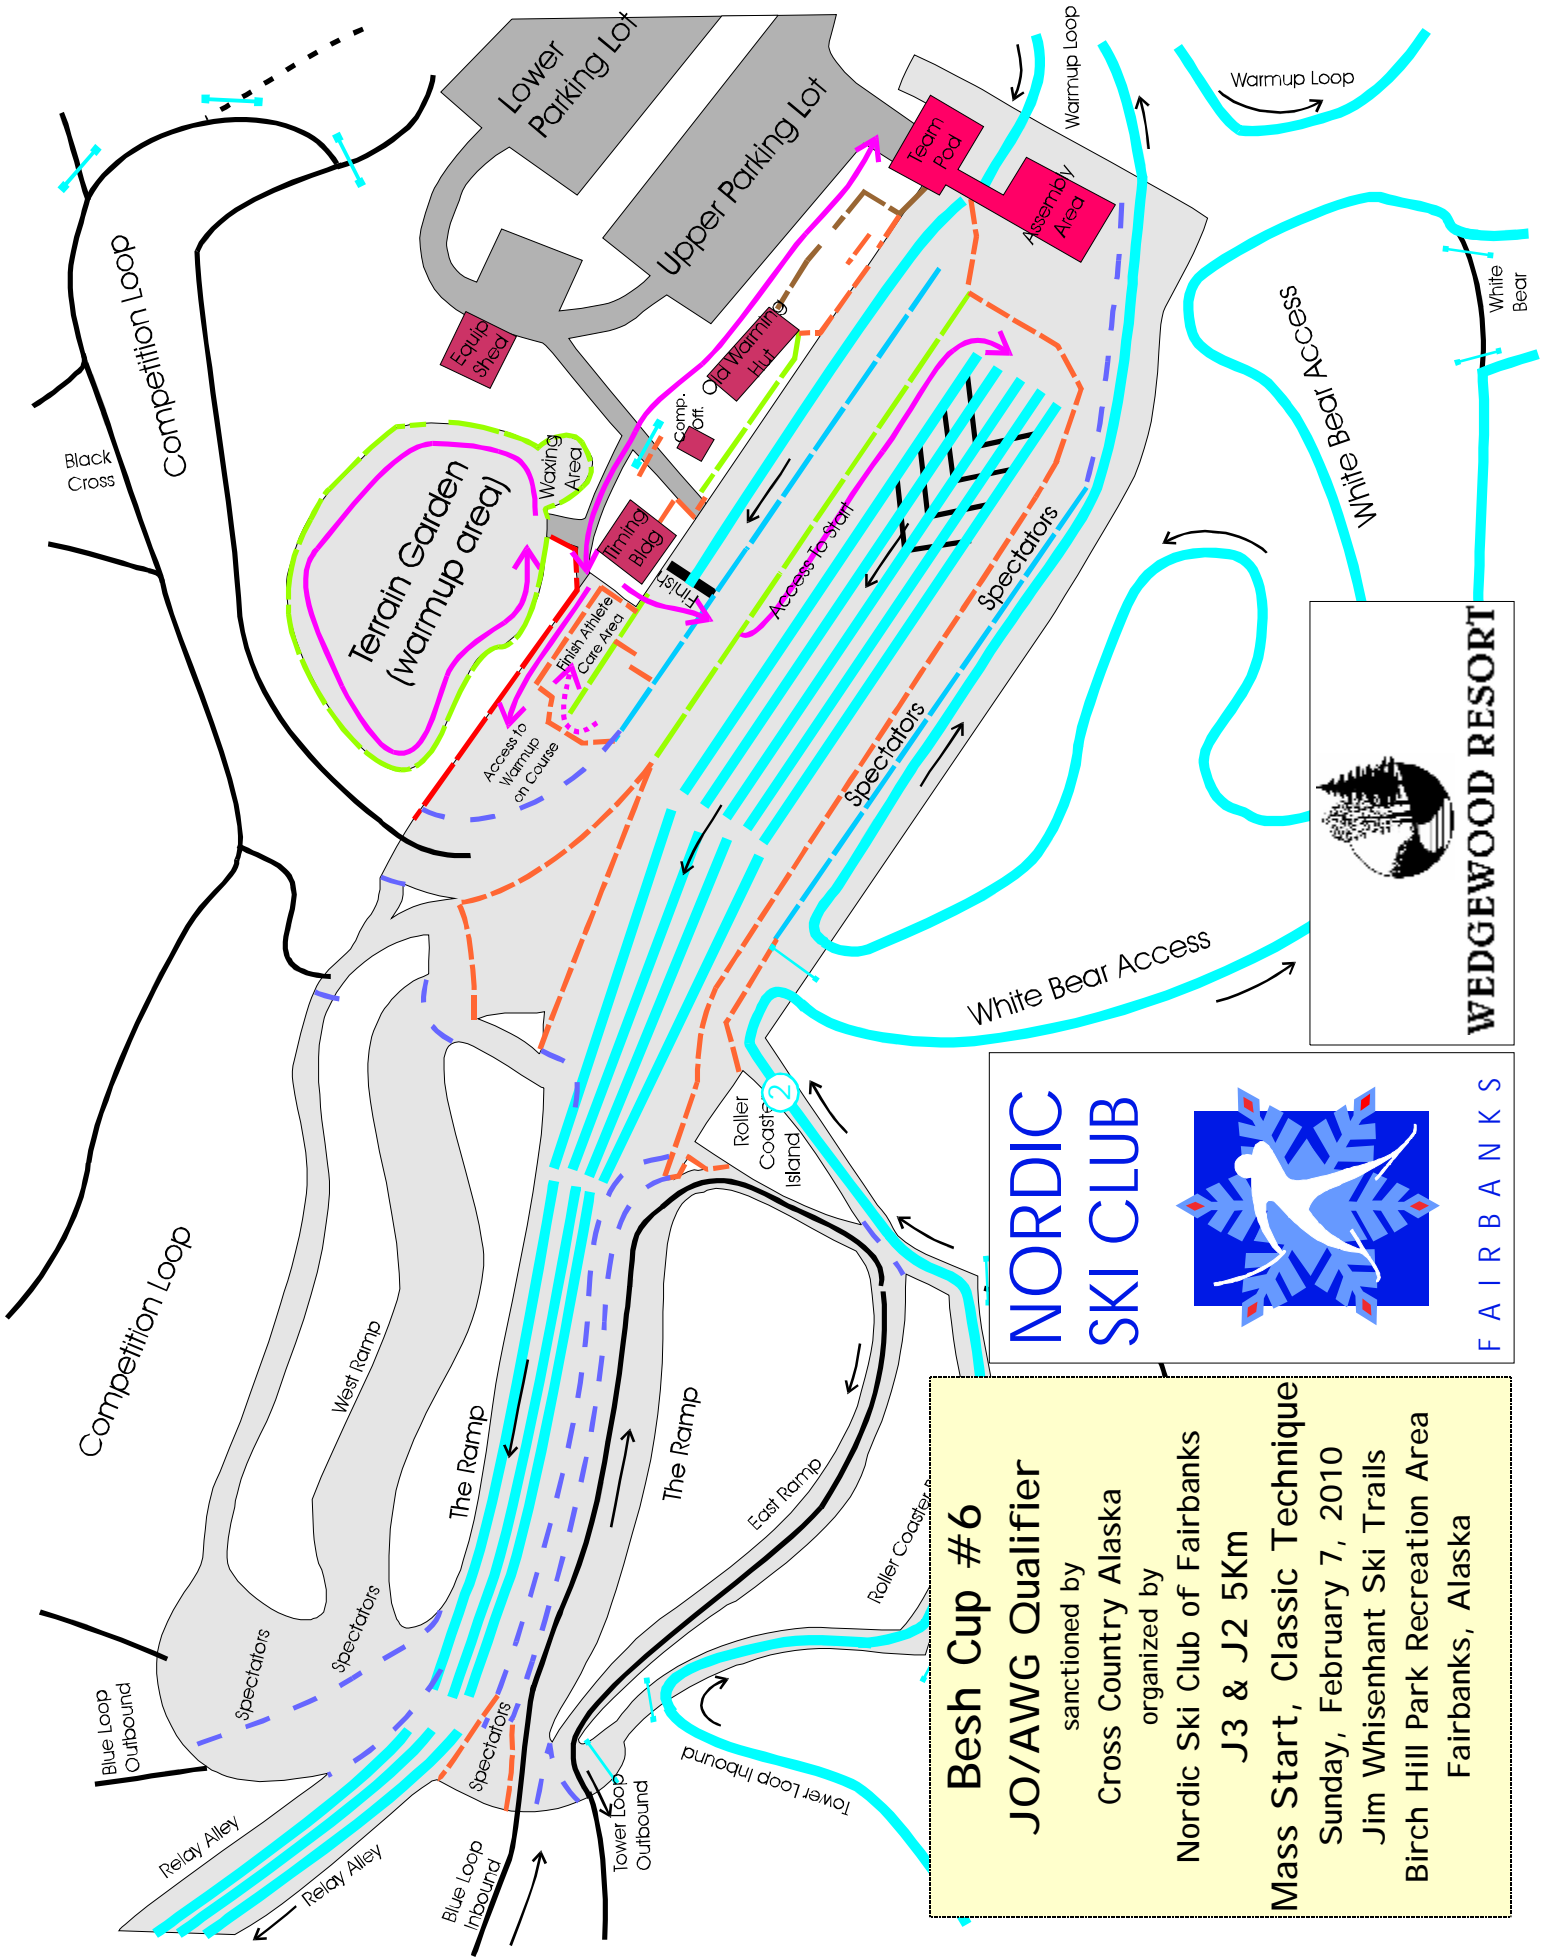 Lower
Parking Lot
Upper Parking Lot
Team
Pod
Assembly
Area
Warmup Loop
Warmup Loop
Competition Loop
Black
Cross
Equip
Shed
Old Warming
Hut
Comp.
Off.
Waxing
Area
Terrain Garden
(warmup area)
Timing
Bldg
Finish
Finish Athlete
Care Area
Access to
Warmup
on Course
Access To Start
Spectators
Spectators
White Bear Access
White
Bear
White Bear Access
WEDGEWOOD RESORT
Roller
Coaste
Island
2
Competition Loop
West Ramp
The Ramp
The Ramp
East Ramp
Roller Coaster
Spectators
Spectators
Spectators
Blue Loop
Outbound
Relay Alley
Relay Alley
Blue Loop
Inbound
Tower Loop
Outbound
Tower Loop Inbound
NORDIC
SKI CLUB
FAIRBANKS
Besh Cup #6
JO/AWG Qualifier
sanctioned by
Cross Country Alaska
organized by
Nordic Ski Club of Fairbanks
J3 & J2 5Km
Mass Start, Classic Technique
Sunday, February 7, 2010
Jim Whisenhant Ski Trails
Birch Hill Park Recreation Area
Fairbanks, Alaska